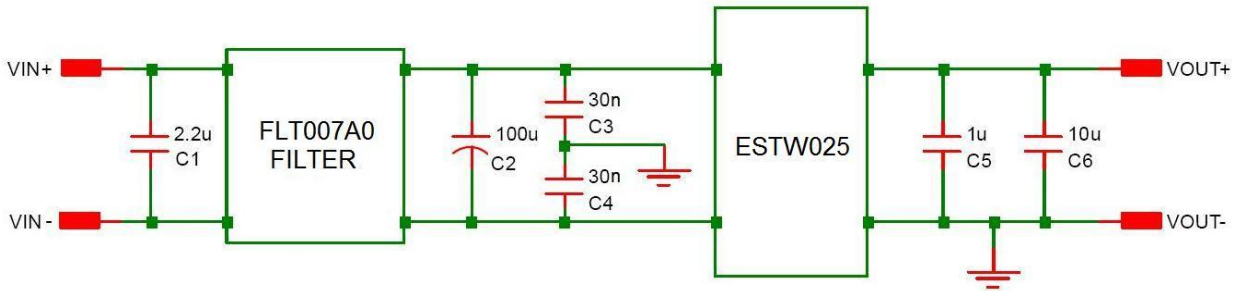 VIN+
2.2u
C1
FLT007A0
FILTER
100u
C2
30n
C3
30n
C4
ESTW025
1u
C5
10u
C6
VOUT+
VIN -
VOUT-